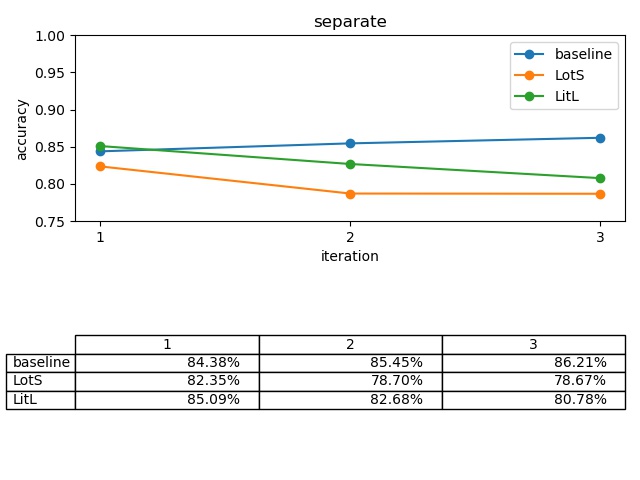 separate
1.00
0.95
0.90
0.85
0.80
0.75
accuracy
baseline
LotS
LitL
1 2 3
iteration
1 2 3
baseline 84.38% 85.45% 86.21%
LotS 82.35% 78.70% 78.67%
LitL 85.09% 82.68% 80.78%